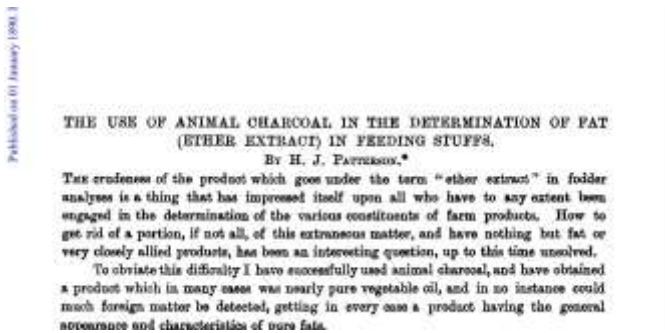 Published on 01 January 1890.
THE USE OF ANIMAL CHARCOAL IN THE DETERMINATION OF FAT
(ETHER EXTRACT) IN FEEDING STUFFS.
BY H. J. PATTERSON.*
THE crudeness of the product which goes under the term "ether extract" in fodder
analyses is a thing that has impressed itself upon all who have to any extent been
engaged in the determination of the various constituents of farm products. How to
get rid of a portion, if not all, of this extraneous matter, and have nothing but fat or
very closely allied products, has been an interesting question, up to this time unsolved.
To obviate this difficulty I have successfully used animal charcoal, and have obtained
a product which in many cases was nearly pure vegetable oil, and in no instance could
much foreign matter be detected, getting in every case a product having the general
appearance and characteristics of pure fats.